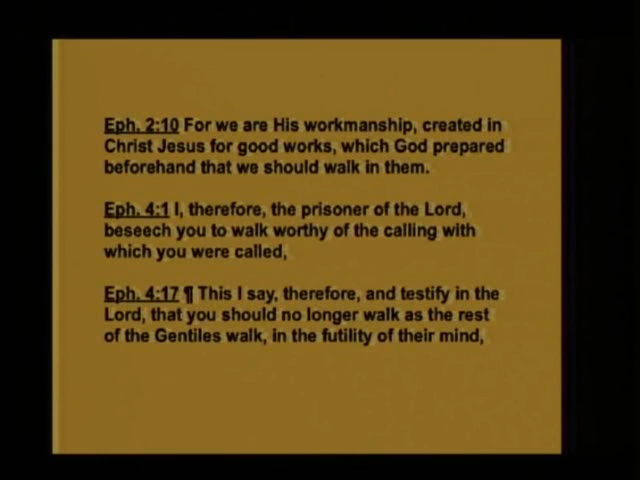 Eph. 2:10 For we are His workmanship, created in
Christ Jesus for good works, which God prepared
beforehand that we should walk in them.
Eph. 4:1 I, therefore, the prisoner of the Lord,
beseech you to walk worthy of the calling with
which you were called,
Eph. 4:17 ¶ This I say, therefore, and testify in the
Lord, that you should no longer walk as the rest
of the Gentiles walk, in the futility of their mind,